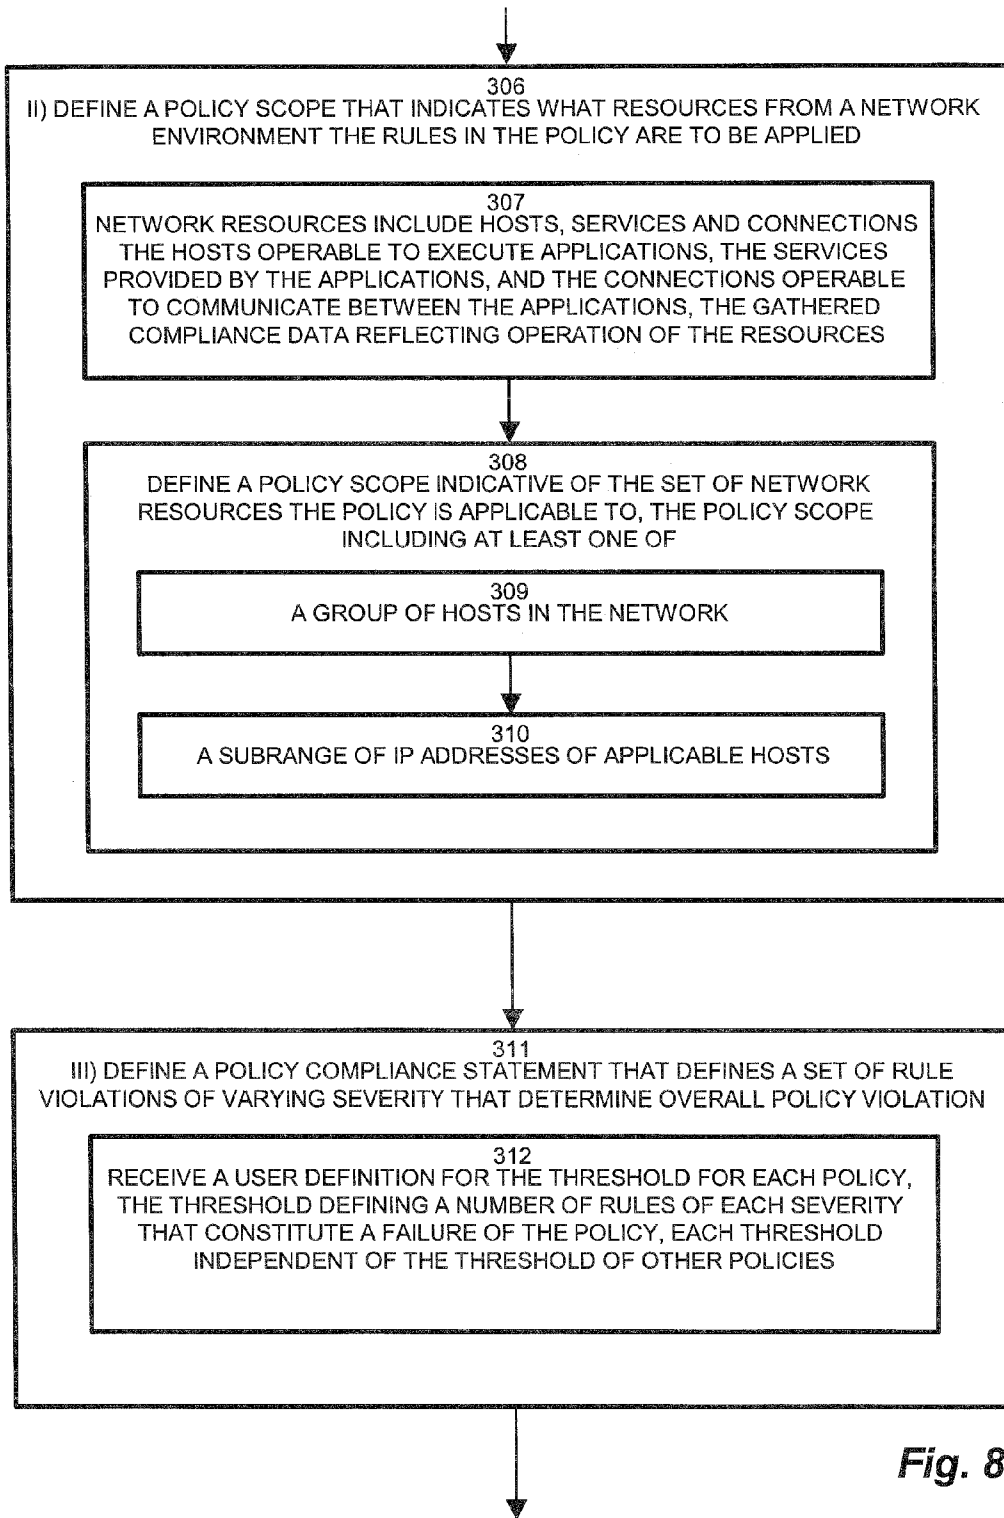 306
II) DEFINE A POLICY SCOPE THAT INDICATES WHAT RESOURCES FROM A NETWORK
ENVIRONMENT THE RULES IN THE POLICY ARE TO BE APPLIED
307
NETWORK RESOURCES INCLUDE HOSTS, SERVICES AND CONNECTIONS
THE HOSTS OPERABLE TO EXECUTE APPLICATIONS, THE SERVICES
PROVIDED BY THE APPLICATIONS, AND THE CONNECTIONS OPERABLE
TO COMMUNICATE BETWEEN THE APPLICATIONS, THE GATHERED
COMPLIANCE DATA REFLECTING OPERATION OF THE RESOURCES
308
DEFINE A POLICY SCOPE INDICATIVE OF THE SET OF NETWORK
RESOURCES THE POLICY IS APPLICABLE TO, THE POLICY SCOPE
INCLUDING AT LEAST ONE OF
309
A GROUP OF HOSTS IN THE NETWORK
310
A SUBRANGE OF IP ADDRESSES OF APPLICABLE HOSTS
311
III) DEFINE A POLICY COMPLIANCE STATEMENT THAT DEFINES A SET OF RULE
VIOLATIONS OF VARYING SEVERITY THAT DETERMINE OVERALL POLICY VIOLATION
312
RECEIVE A USER DEFINITION FOR THE THRESHOLD FOR EACH POLICY,
THE THRESHOLD DEFINING A NUMBER OF RULES OF EACH SEVERITY
THAT CONSTITUTE A FAILURE OF THE POLICY, EACH THRESHOLD
INDEPENDENT OF THE THRESHOLD OF OTHER POLICIES
Fig. 8